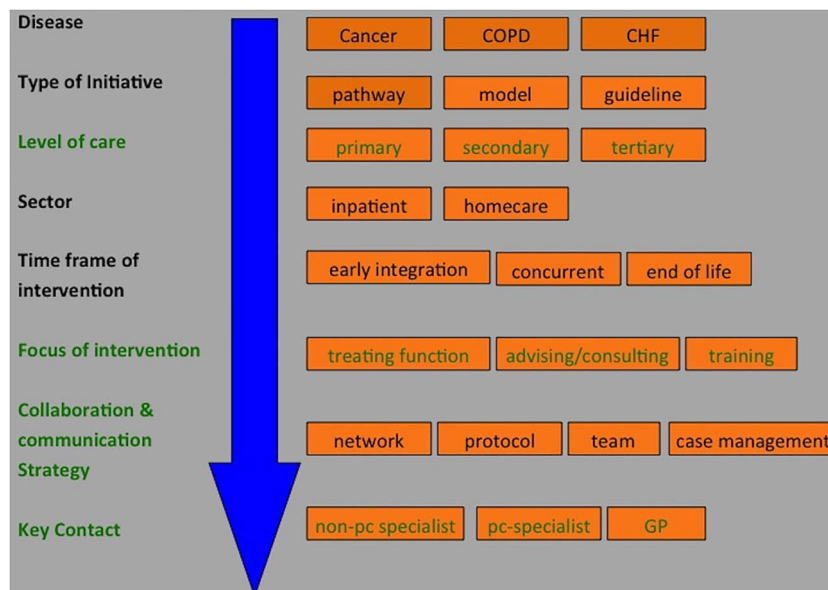 Disease
Cancer COPD CHF
Type of Initiative
pathway model guideline
Level of care
primary secondary tertiary
Sector
inpatient homecare
Time frame of
intervention
early integration concurrent end of life
Focus of intervention
treating function advising/consulting training
Collaboration &
communication
Strategy
network protocol team case management
Key Contact
non-pc specialist pc-specialist GP